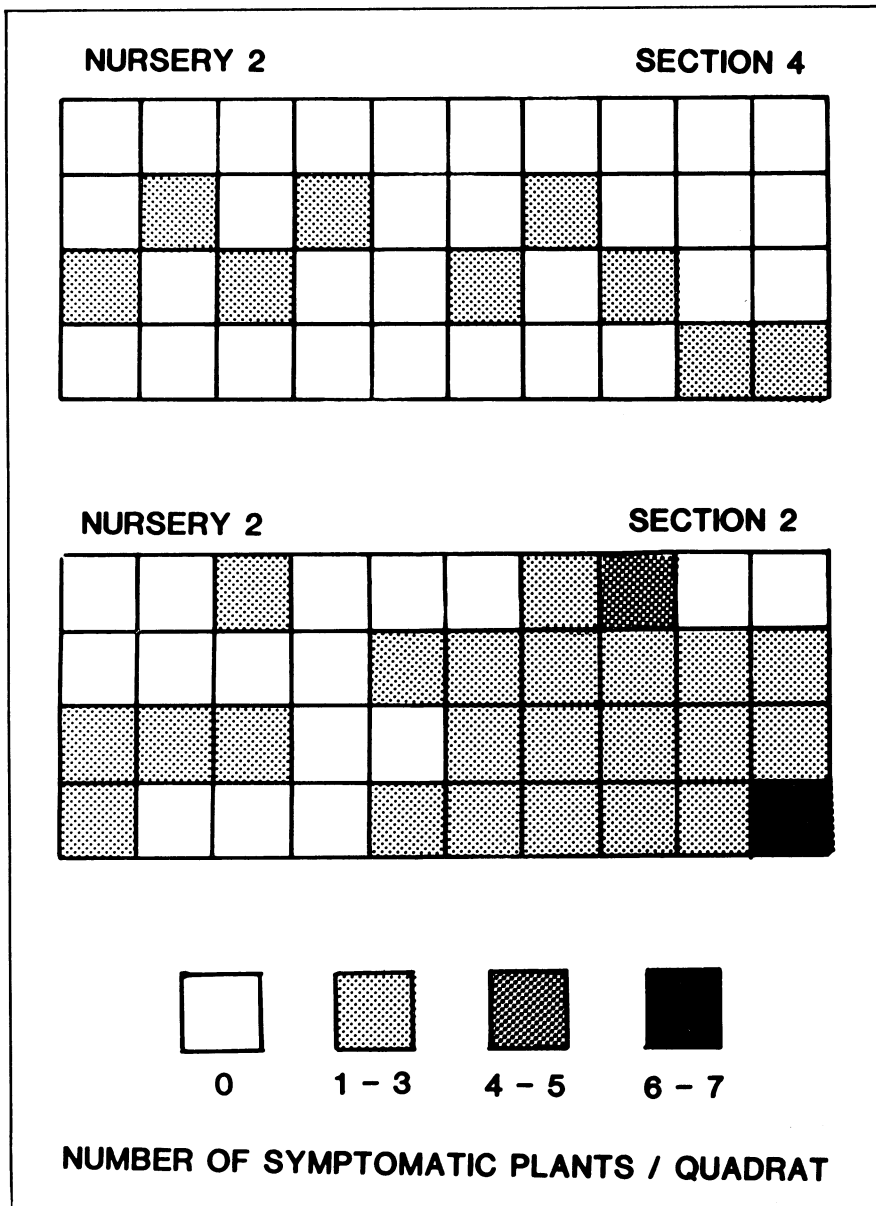 NURSERY 2 SECTION 4
NURSERY 2 SECTION 2
0 1 - 3 4 - 5 6 - 7
NUMBER OF SYMPTOMATIC PLANTS / QUADRAT